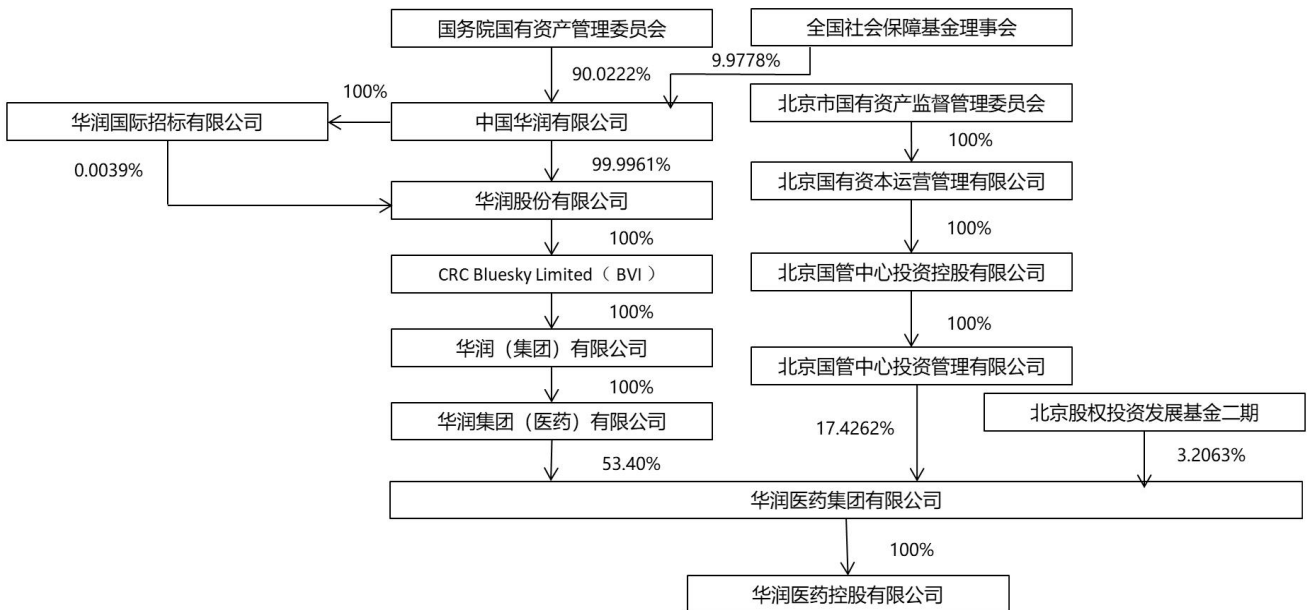 国务院国有资产管理委员会
全国社会保障基金理事会
90.0222%
9.9778%
100%
华润国际招标有限公司
中国华润有限公司
北京市国有资产监督管理委员会
0.0039%
99.9961%
100%
华润股份有限公司
北京国有资本运营管理有限公司
100%
100%
CRC Bluesky Limited（ BVI ）
北京国管中心投资控股有限公司
100%
100%
华润（集团）有限公司
北京国管中心投资管理有限公司
100%
华润集团（医药）有限公司
北京股权投资发展基金二期
53.40%
17.4262%
3.2063%
华润医药集团有限公司
100%
华润医药控股有限公司